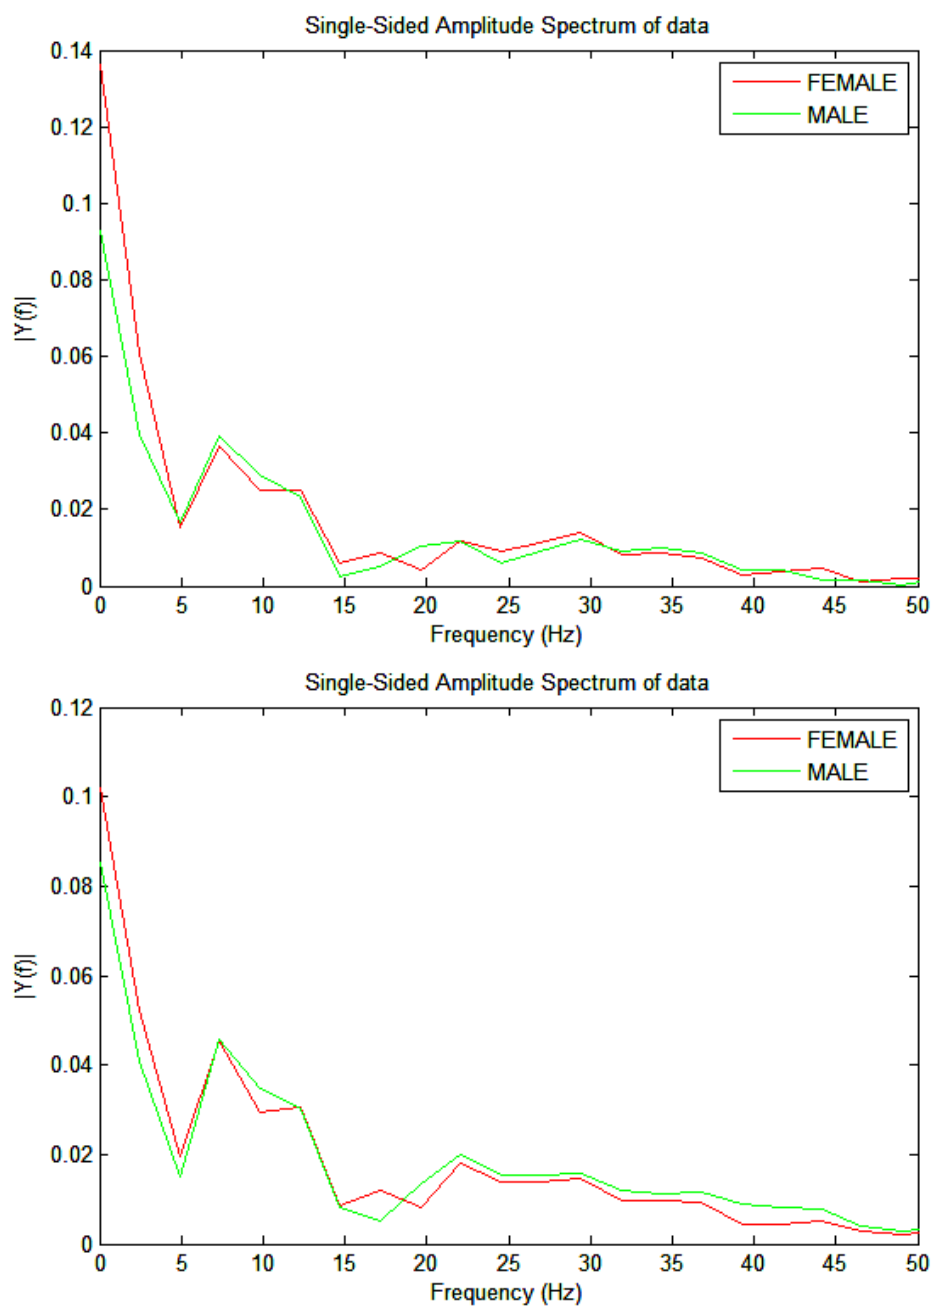 Single-Sided Amplitude Spectrum of data
0.14
FEMALE
MALE
0.12
0.1
0.08
|Y(f)|
0.06
0.04
0.02
0
0 5 10 15 20 25 30 35 40 45 50
Frequency (Hz)
Single-Sided Amplitude Spectrum of data
0.12
FEMALE
MALE
0.1
0.08
0.06
|Y(f)|
0.04
0.02
0
0 5 10 15 20 25 30 35 40 45 50
Frequency (Hz)